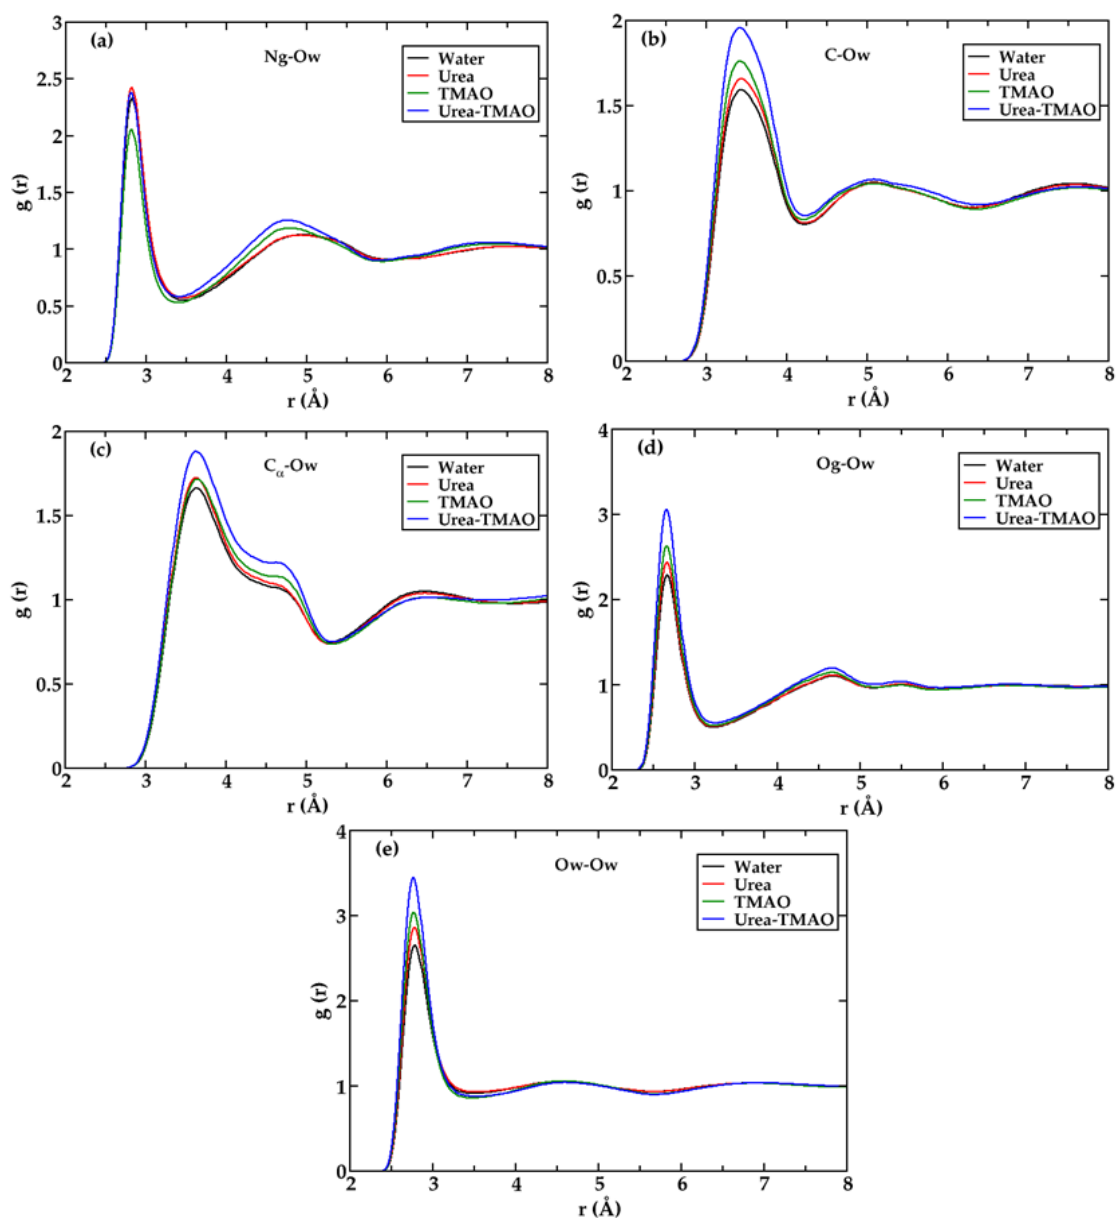 (a)
Ng-Ow
Water
Urea
TMAO
Urea-TMAO
g (r)
3
2.5
2
1.5
1
0.5
0
2 3 4 5 6 7 8
r (Å)
(b)
C-Ow
Water
Urea
TMAO
Urea-TMAO
g (r)
2
1.5
1
0.5
0
2 3 4 5 6 7 8
r (Å)
(c)
Cα-Ow
Water
Urea
TMAO
Urea-TMAO
g (r)
2
1.5
1
0.5
0
2 3 4 5 6 7 8
r (Å)
(d)
Og-Ow
Water
Urea
TMAO
Urea-TMAO
g (r)
4
3
2
1
0
2 3 4 5 6 7 8
r (Å)
(e)
Ow-Ow
Water
Urea
TMAO
Urea-TMAO
g (r)
4
3
2
1
0
2 3 4 5 6 7 8
r (Å)